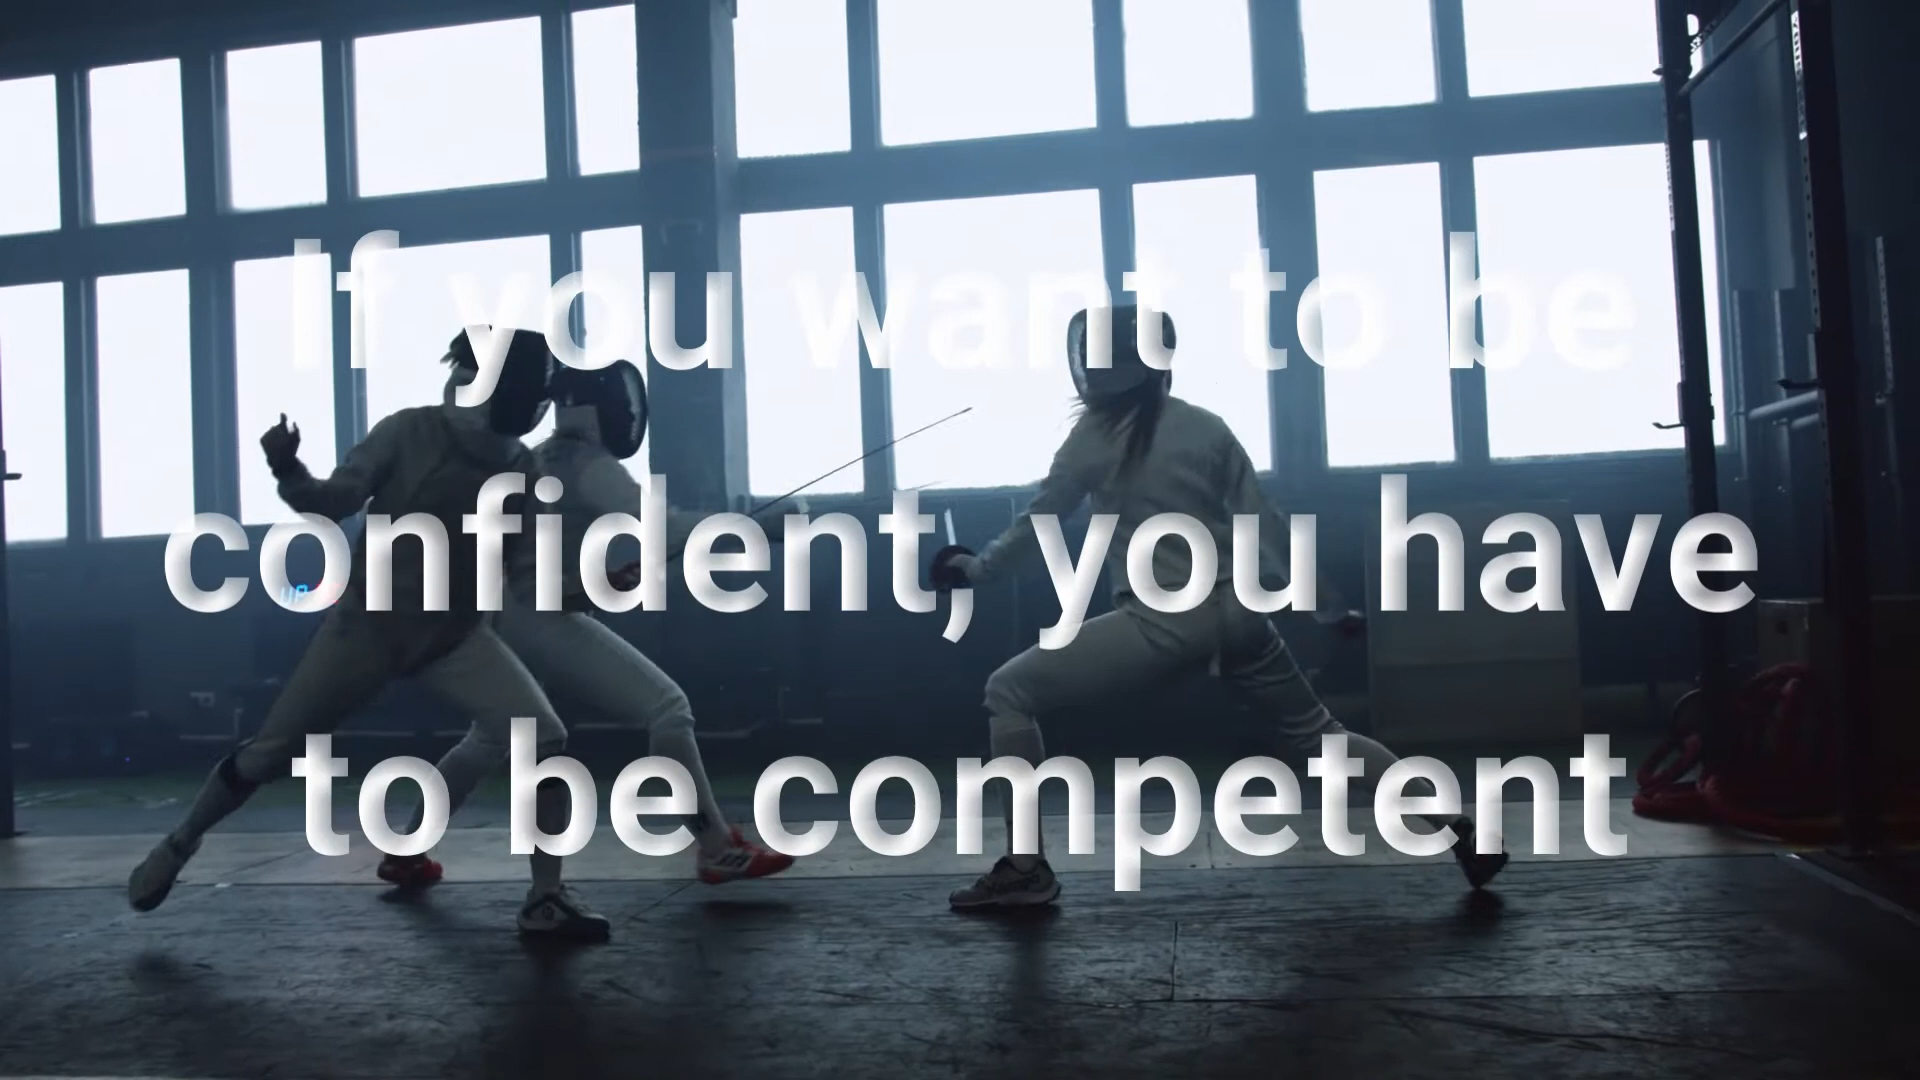 If you want to be
confident, you have
to be competent